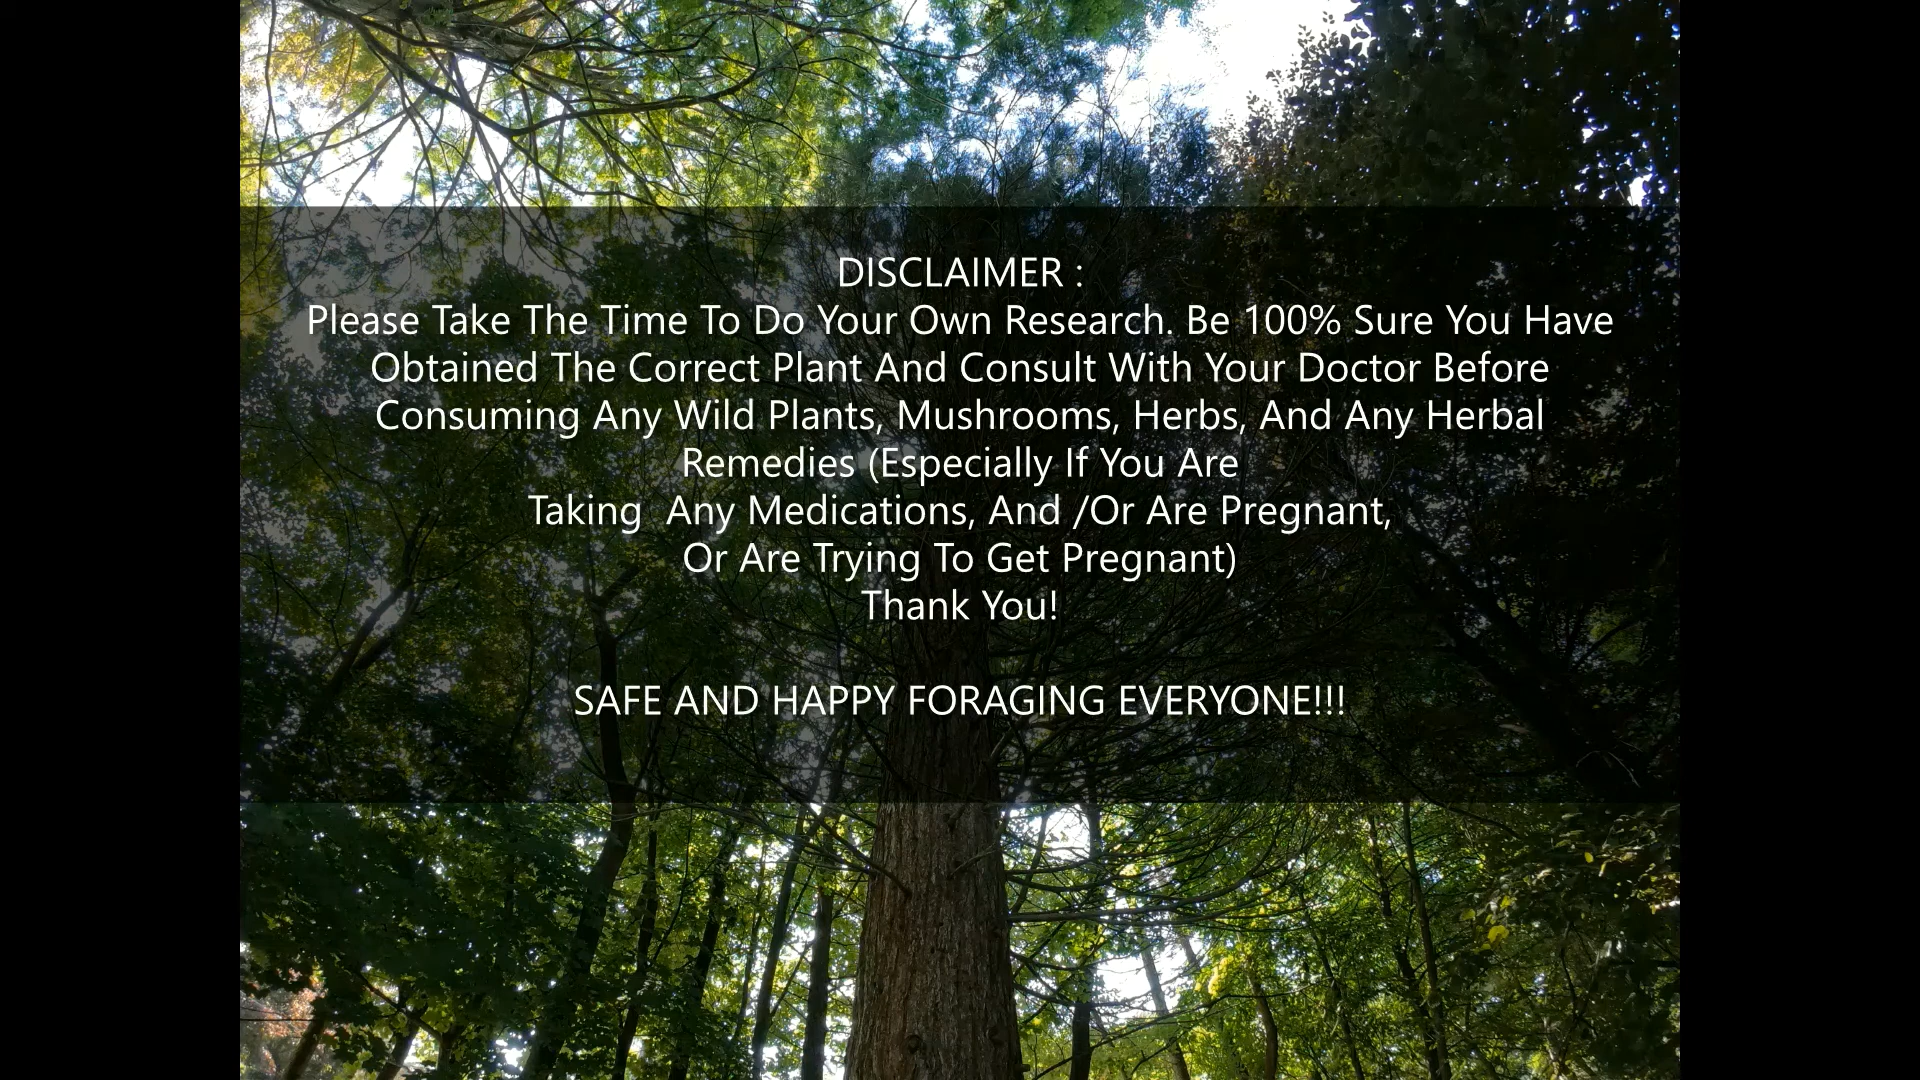 DISCLAIMER :
Please Take The Time To Do Your Own Research. Be 100% Sure You Have
Obtained The Correct Plant And Consult With Your Doctor Before
Consuming Any Wild Plants, Mushrooms, Herbs, And Any Herbal
Remedies (Especially If You Are
Taking  Any Medications, And /Or Are Pregnant,
Or Are Trying To Get Pregnant)
Thank You!
SAFE AND HAPPY FORAGING EVERYONE!!!